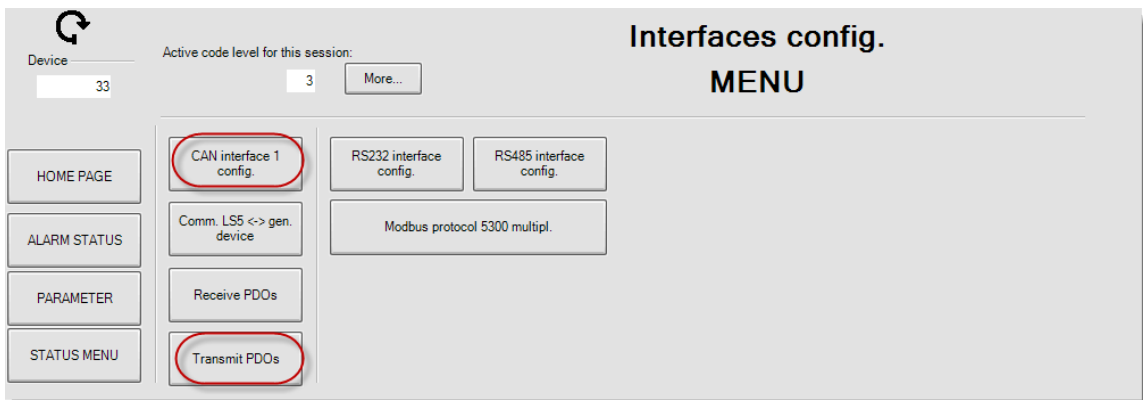 Device
33
Active code level for this session:
3
More...
Interfaces config.
MENU
HOME PAGE
ALARM STATUS
PARAMETER
STATUS MENU
CAN interface 1
config.
Comm. LS5 <-> gen.
device
Receive PDOs
Transmit PDOs
RS232 interface
config.
RS485 interface
config.
Modbus protocol 5300 multipl.